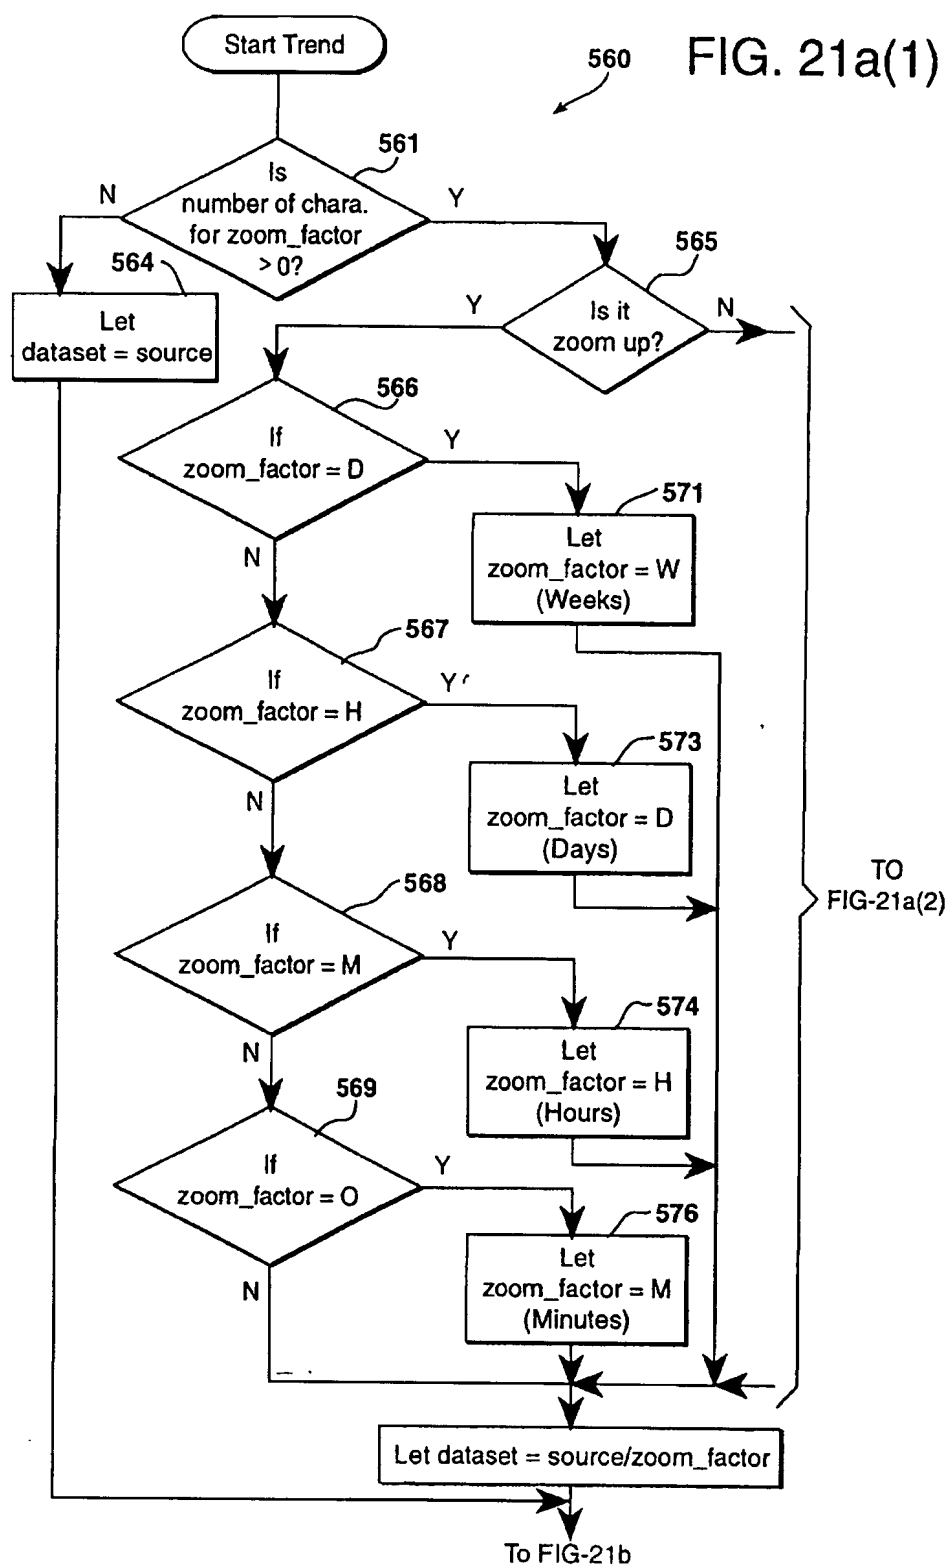 Start Trend
560
FIG. 21a(1)
561
Is
number of chara.
for zoom_factor
> 0?
N
Y
564
Let
dataset = source
565
Is it
zoom up?
Y
N
566
If
zoom_factor = D
Y
N
571
Let
zoom_factor = W
(Weeks)
567
If
zoom_factor = H
Y
N
573
Let
zoom_factor = D
(Days)
TO
FIG-21a(2)
568
If
zoom_factor = M
Y
N
574
Let
zoom_factor = H
(Hours)
569
If
zoom_factor = O
Y
N
576
Let
zoom_factor = M
(Minutes)
Let dataset = source/zoom_factor
To FIG-21b